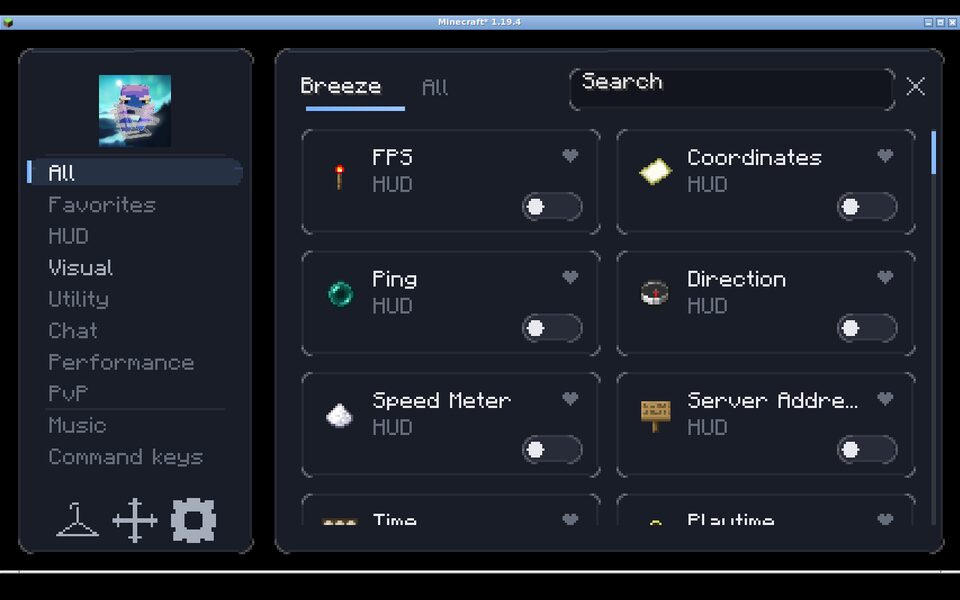 Minecraft* 1.19.4
Breeze
All
Search
All
Favorites
HUD
Visual
Utility
Chat
Performance
PvP
Music
Command keys
FPS
HUD
Coordinates
HUD
Ping
HUD
Direction
HUD
Speed Meter
HUD
Server Addre...
HUD
Time
Playtime